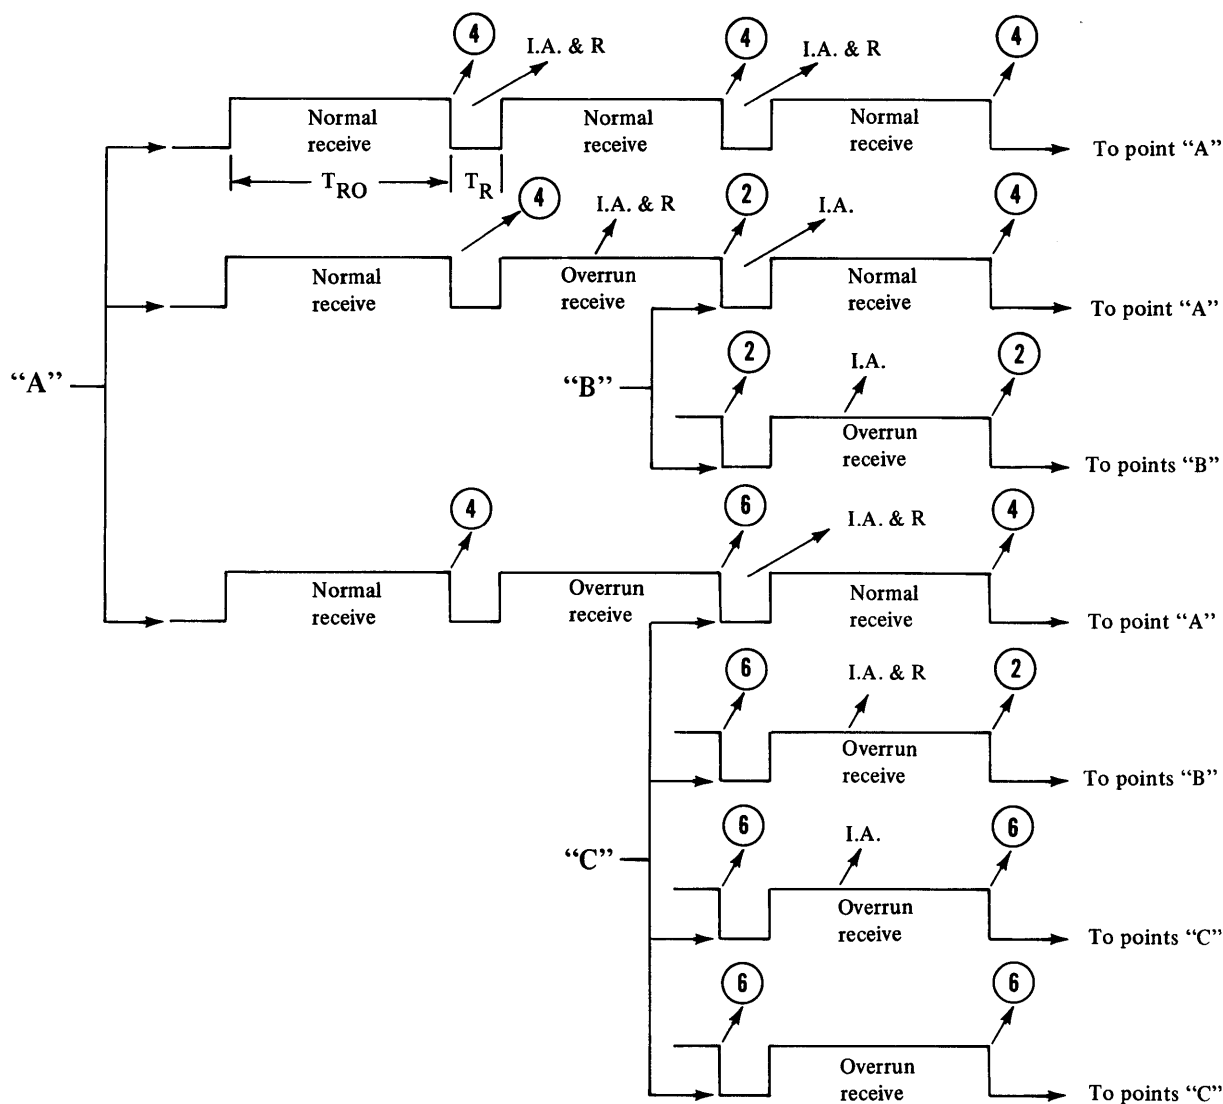 4 I.A. & R 4 I.A. & R 4
Normal receive Normal receive Normal receive
To point “A”
T_RO T_R
4 I.A. & R 2 I.A. 4
Normal receive Overrun receive Normal receive
To point “A”
“A” “B”
2 I.A. 2
Overrun receive
To points “B”
4 6 I.A. & R 4
Normal receive Overrun receive Normal receive
To point “A”
6 I.A. & R 2
Overrun receive
To points “B”
“C”
6 I.A. 6
Overrun receive
To points “C”
6 6
Overrun receive
To points “C”